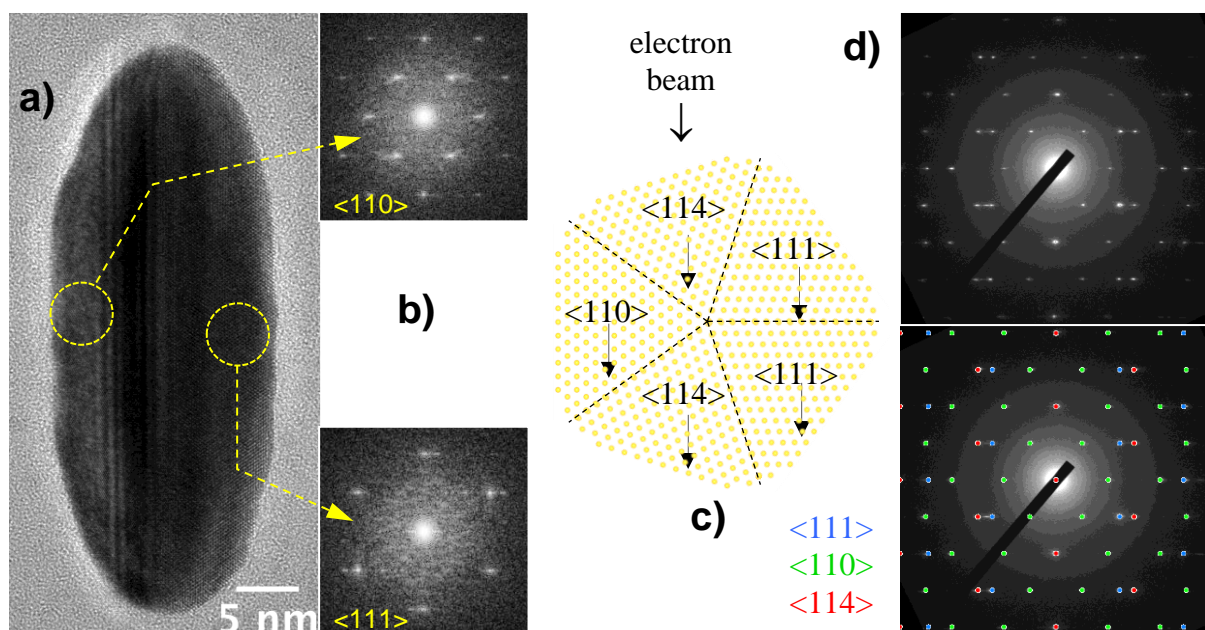 a)
5 nm
<110>
b)
<111>
electron
beam
↓
<114>
<111>
<110>
<111>
<114>
c)
<111>
<110>
<114>
d)